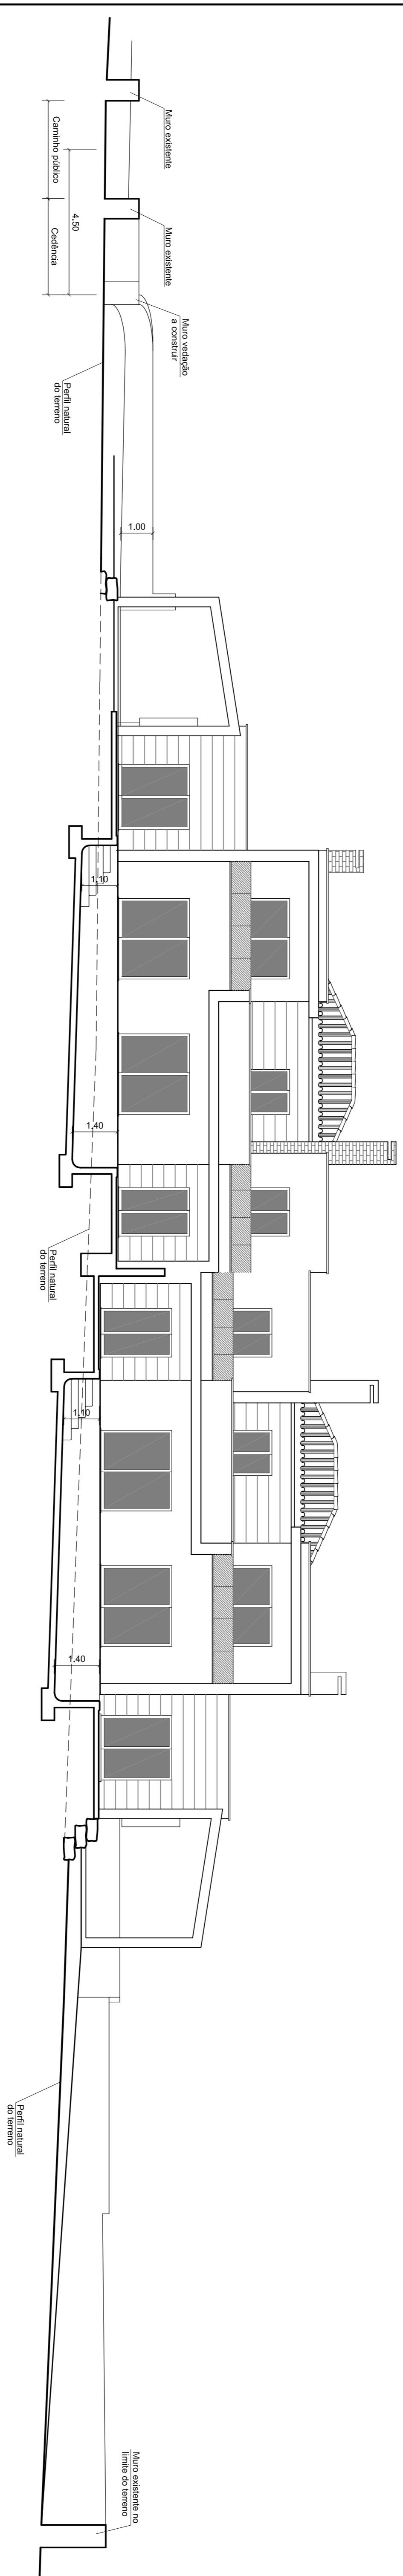 Muro existente
Caminho público
Muro existente
4.50
Cedência
Muro vedação
a construir
Perfil natural
do terreno
1.00
1.10
1.40
Perfil natural
do terreno
1.10
1.40
Perfil natural
do terreno
Muro existente no
limite do terreno